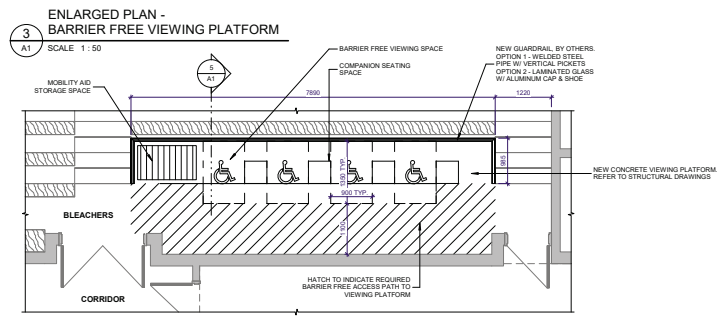 ENLARGED PLAN -
BARRIER FREE VIEWING PLATFORM
3
A1
SCALE 1 : 50
5
A1
BARRIER FREE VIEWING SPACE
COMPANION SEATING
SPACE
NEW GUARDRAIL, BY OTHERS.
OPTION 1 - WELDED STEEL
PIPE W/ VERTICAL PICKETS
OPTION 2 - LAMINATED GLASS
W/ ALUMINUM CAP & SHOE
MOBILITY AID
STORAGE SPACE
7890
1220
985
1350 TYP.
900 TYP.
1100
NEW CONCRETE VIEWING PLATFORM.
REFER TO STRUCTURAL DRAWINGS
BLEACHERS
HATCH TO INDICATE REQUIRED
BARRIER FREE ACCESS PATH TO
VIEWING PLATFORM
CORRIDOR